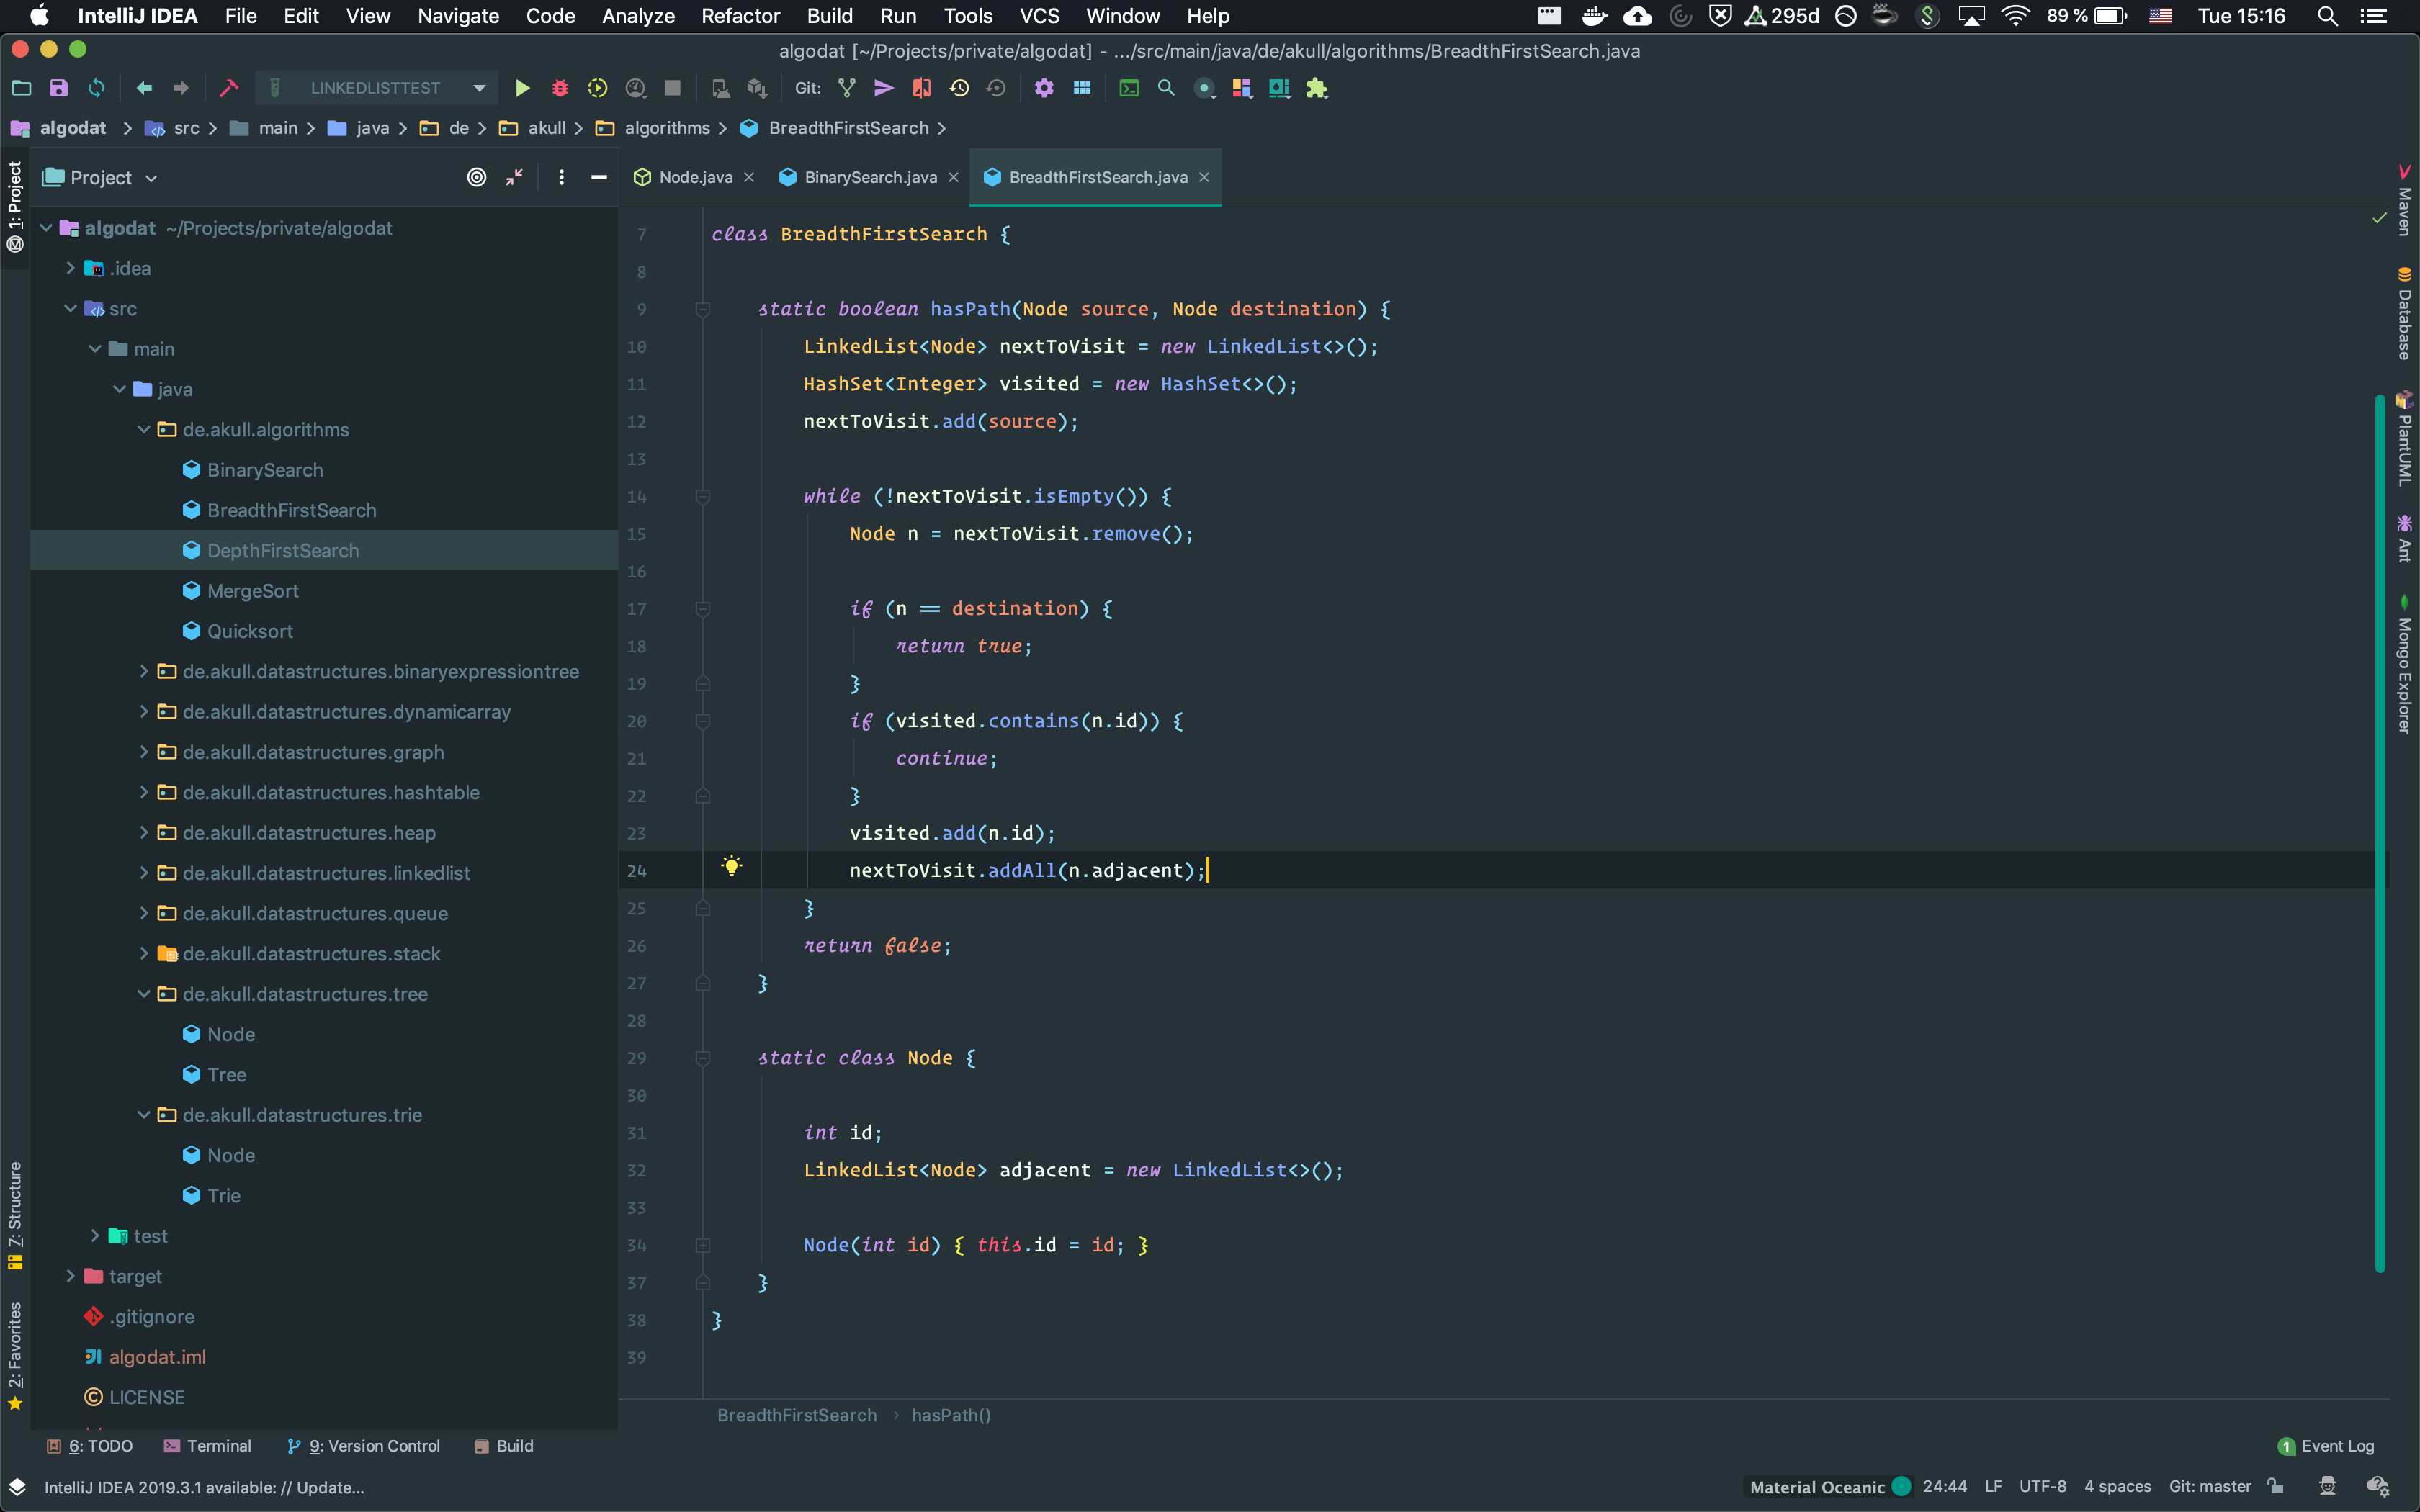 IntelliJ IDEA File Edit View Navigate Code Analyze Refactor Build Run Tools VCS Window Help 295d 89 % Tue 15:16
algodat [~/Projects/private/algodat] - .../src/main/java/de/akull/algorithms/BreadthFirstSearch.java
LINKEDLISTTEST Git:
algodat src main java de akull algorithms BreadthFirstSearch
Project
Node.java BinarySearch.java BreadthFirstSearch.java
1: Project
7: Structure
2: Favorites
algodat ~/Projects/private/algodat
.idea
src
main
java
de.akull.algorithms
BinarySearch
BreadthFirstSearch
DepthFirstSearch
MergeSort
Quicksort
de.akull.datastructures.binaryexpressiontree
de.akull.datastructures.dynamicarray
de.akull.datastructures.graph
de.akull.datastructures.hashtable
de.akull.datastructures.heap
de.akull.datastructures.linkedlist
de.akull.datastructures.queue
de.akull.datastructures.stack
de.akull.datastructures.tree
Node
Tree
de.akull.datastructures.trie
Node
Trie
test
target
.gitignore
algodat.iml
LICENSE
7 class BreadthFirstSearch {
8
9 static boolean hasPath(Node source, Node destination) {
10 LinkedList<Node> nextToVisit = new LinkedList<>();
11 HashSet<Integer> visited = new HashSet<>();
12 nextToVisit.add(source);
13
14 while (!nextToVisit.isEmpty()) {
15 Node n = nextToVisit.remove();
16
17 if (n == destination) {
18 return true;
19 }
20 if (visited.contains(n.id)) {
21 continue;
22 }
23 visited.add(n.id);
24 nextToVisit.addAll(n.adjacent);
25 }
26 return false;
27 }
28
29 static class Node {
30
31 int id;
32 LinkedList<Node> adjacent = new LinkedList<>();
33
34 Node(int id) { this.id = id; }
37 }
38 }
39
Maven
Database
PlantUML
Ant
Mongo Explorer
BreadthFirstSearch › hasPath()
6: TODO Terminal 9: Version Control Build 1 Event Log
IntelliJ IDEA 2019.3.1 available: // Update... Material Oceanic 24:44 LF UTF-8 4 spaces Git: master